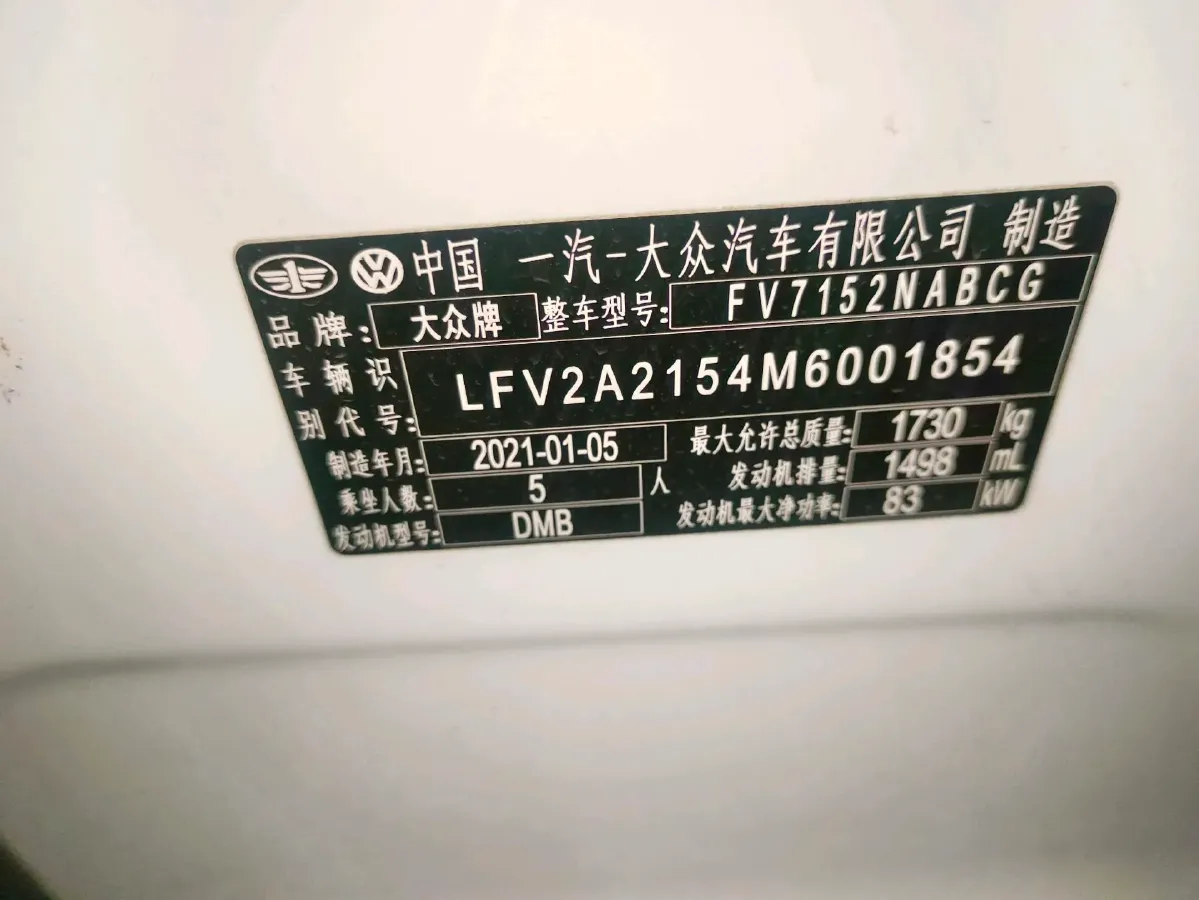 中国 一汽-大众汽车有限公司 制造
品牌: 大众牌 整车型号: FV7152NABCG
车辆识别代号: LFV2A2154M6001854
制造年月: 2021-01-05 最大允许总质量: 1730 kg
乘坐人数: 5 人 发动机排量: 1498 mL
发动机型号: DMB 发动机最大净功率: 83 kW